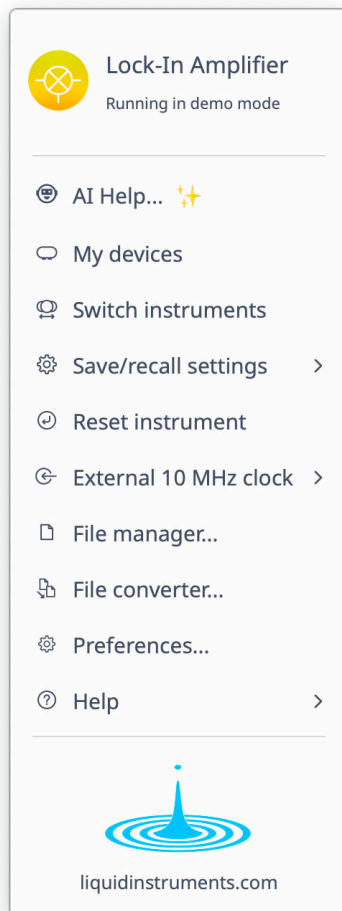 Lock-In Amplifier
Running in demo mode
AI Help...
My devices
Switch instruments
Save/recall settings
Reset instrument
External 10 MHz clock
File manager...
File converter...
Preferences...
Help
liquidinstruments.com